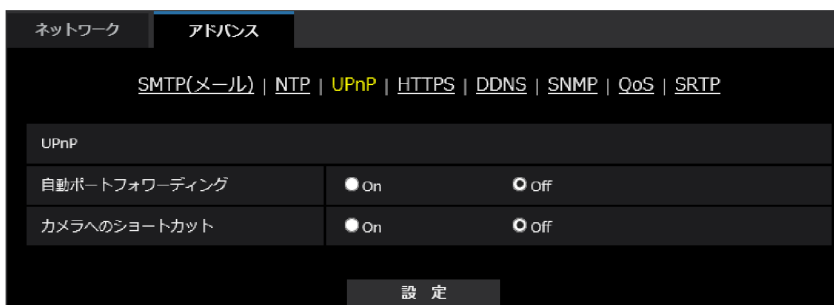 ネットワーク アドバンス
SMTP(メール) | NTP | UPnP | HTTPS | DDNS | SNMP | QoS | SRTP
UPnP
自動ポートフォワーディング On Off
カメラへのショートカット On Off
設 定